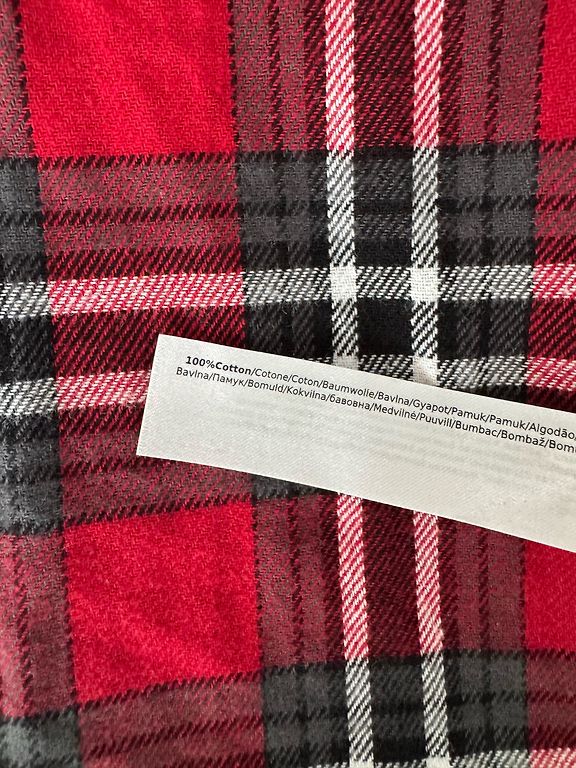 100%Cotton/Cotone/Coton/Baumwolle/Bavlna/Gyapot/Pamuk/Pamuk/Algodão/
Bavlna/Памук/Bomuld/Kokvilna/бавовна/Medvilnė/Puuvill/Bumbac/Bombaž/